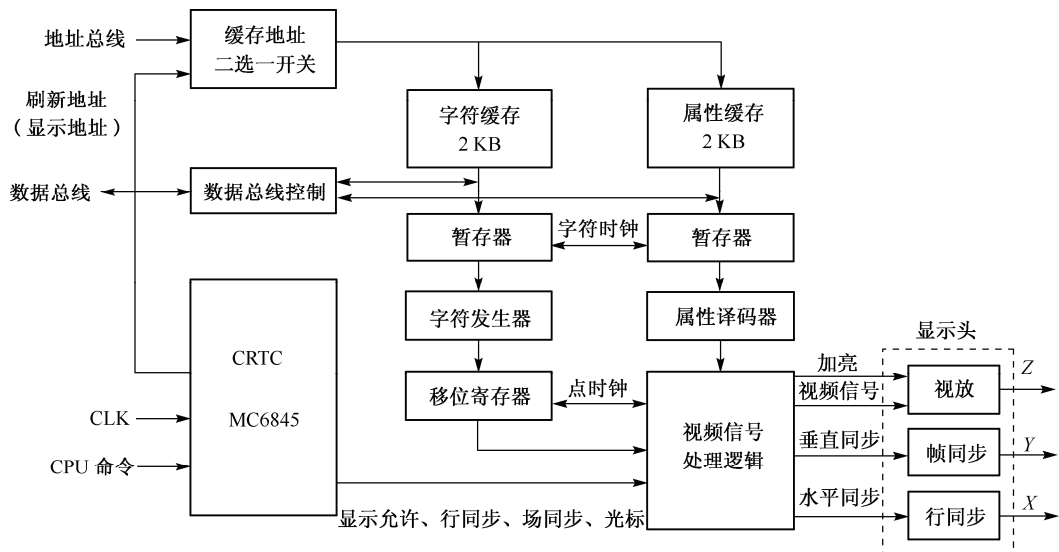 地址总线
缓存地址
二选一开关
刷新地址
（显示地址）
字符缓存
2 KB
属性缓存
2 KB
数据总线
数据总线控制
暂存器
字符时钟
暂存器
字符发生器
属性译码器
显示头
CRTC
MC6845
移位寄存器
点时钟
视频信号
处理逻辑
加亮
视频信号
视放
Z
CLK
垂直同步
帧同步
Y
CPU 命令
水平同步
行同步
X
显示允许、行同步、场同步、光标